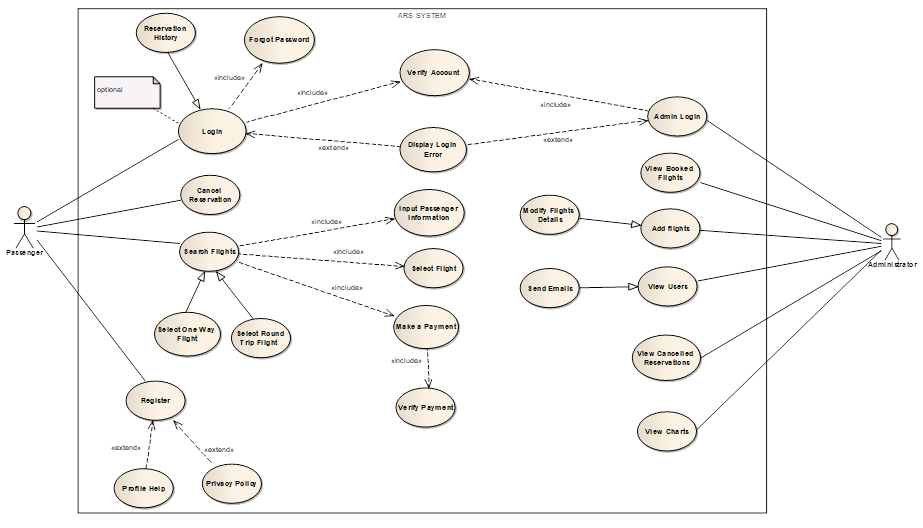 ARS SYSTEM
Reservation
History
Forgot Password
«include»
Verify Account
optional
«include»
«include»
Login
Admin Login
«extend»
Display Login
Error
«extend»
View Booked
Flights
Cancel
Reservation
Input Passenger
Information
Modify Flights
Details
«include»
Add flights
Passenger
Search Flights
«include»
Select Flight
Administrator
«include»
Send Emails
View Users
Select One Way
Flight
Select Round
Trip Flight
Make a Payment
«include»
View Cancelled
Reservations
Register
Verify Payment
View Charts
«extend»
«extend»
Profile Help
Privacy Policy